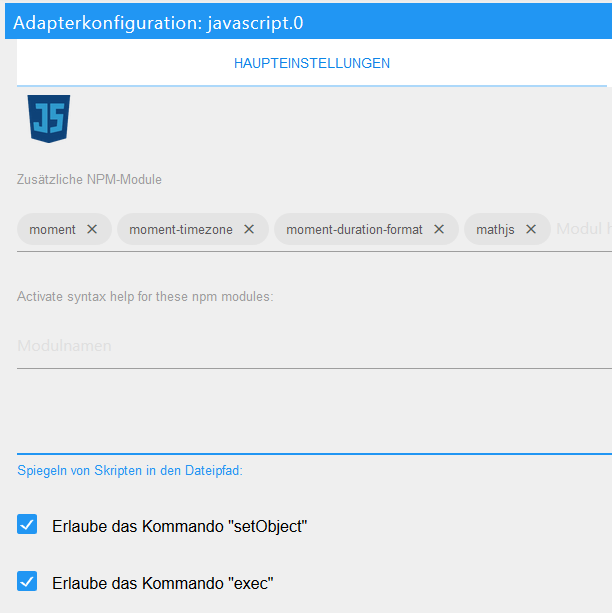 Adapterkonfiguration: javascript.0
HAUPTEINSTELLUNGEN
JS
Zusätzliche NPM-Module
moment × moment-timezone × moment-duration-format × mathjs × Modul h
Activate syntax help for these npm modules:
Modulnamen
Spiegeln von Skripten in den Dateipfad:
Erlaube das Kommando "setObject"
Erlaube das Kommando "exec"